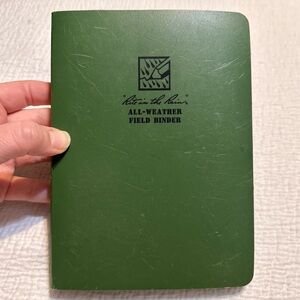 "Rite in the Rain"
ALL-WEATHER
FIELD BINDER